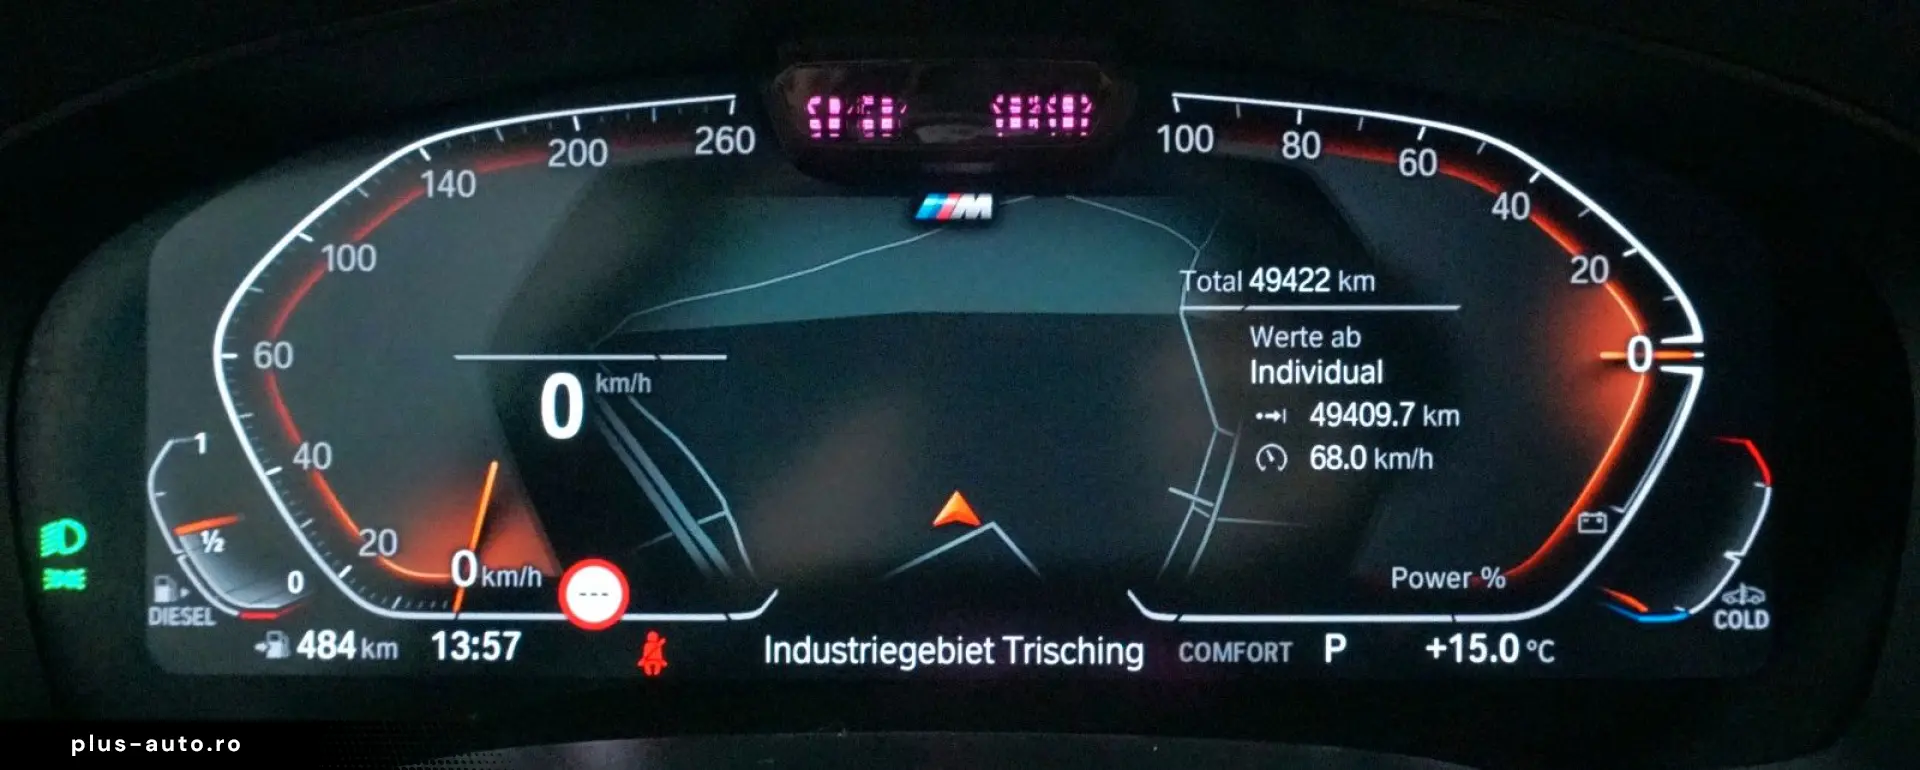 260
200
140
100
60
40
20
0 km/h
100
80
60
40
20
0
Power %
M
Total 49422 km
Werte ab
Individual
49409.7 km
68.0 km/h
0 km/h
1
½
0
DIESEL
---
COLD
484 km
13:57
Industriegebiet Trisching
COMFORT
P
+15.0 °C
plus-auto.ro